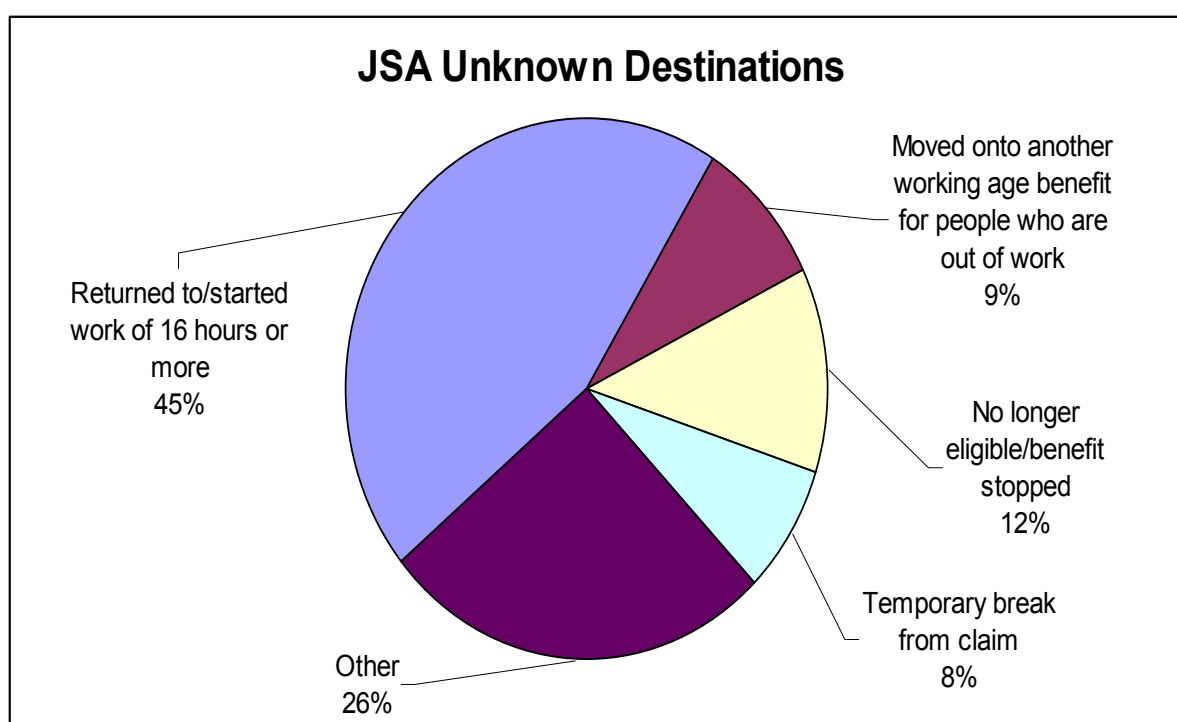 JSA Unknown Destinations
Moved onto another
working age benefit
for people who are
out of work
9%
Returned to/started
work of 16 hours or
more
45%
No longer
eligible/benefit
stopped
12%
Temporary break
from claim
8%
Other
26%